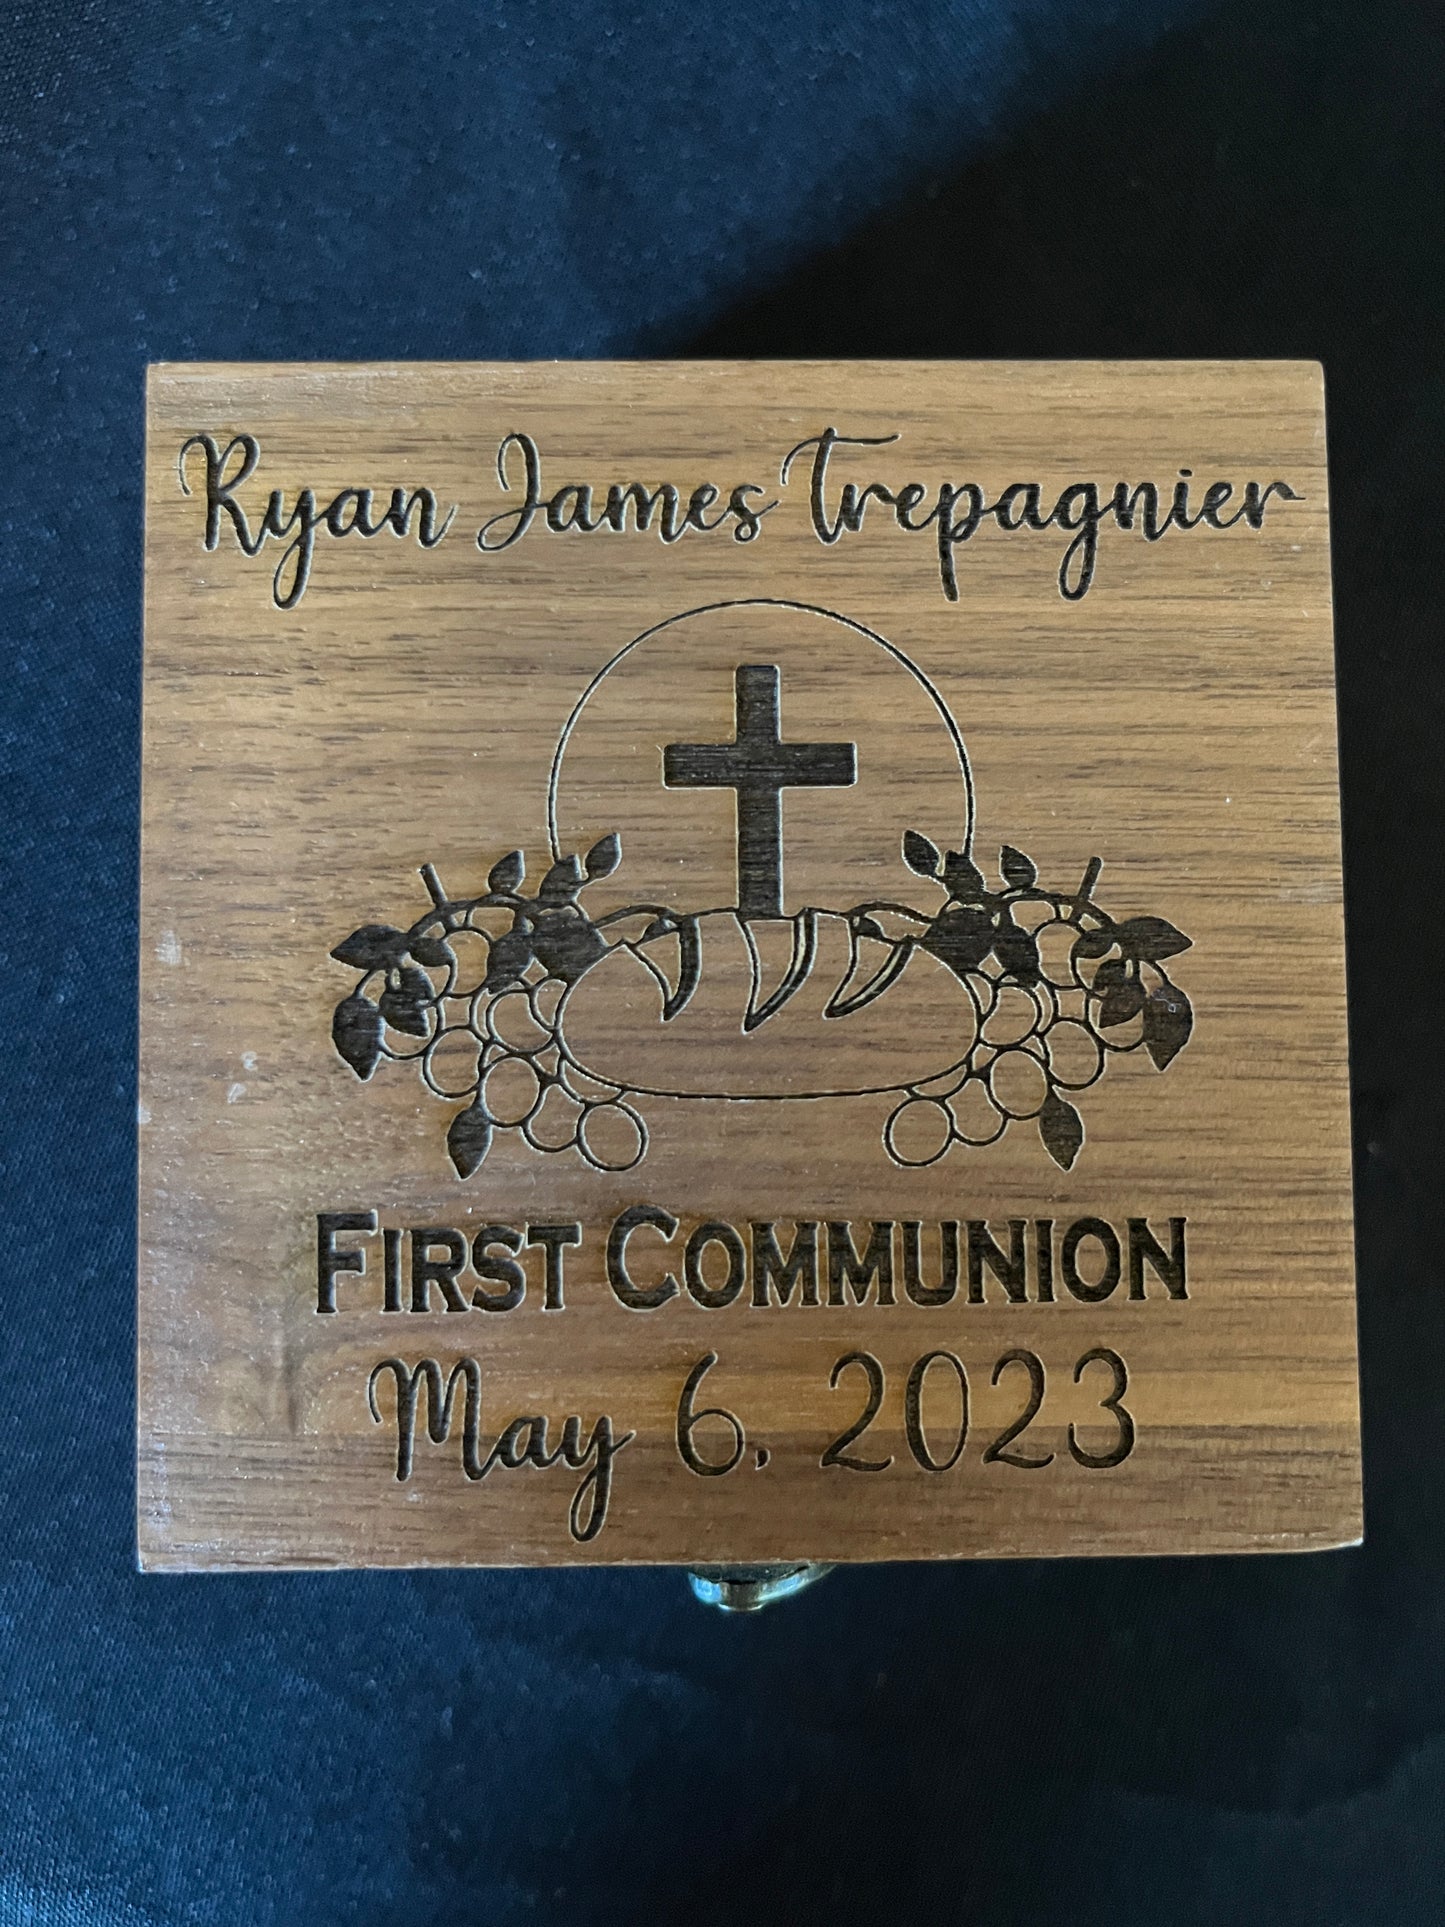 Ryan James Trepagnier
First Communion
May 6, 2023